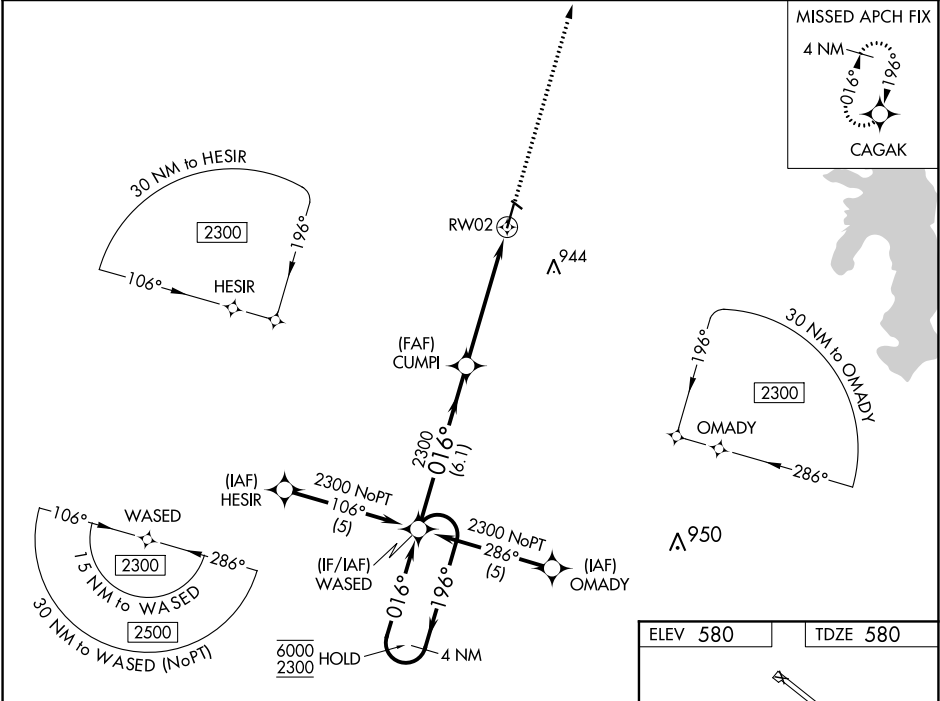 MISSED APCH FIX
4 NM
016°
196°
CAGAK
30 NM to HESIR
2300
196°
106°
HESIR
RW02
944
(FAF)
CUMPI
30 NM to OMADY
196°
2300
OMADY
286°
2300
016°
(6.1)
(IAF)
HESIR
2300 NoPT
106°
(5)
2300 NoPT
286°
(5)
(IAF)
OMADY
(IF/IAF)
WASED
106°
WASED
286°
2300
15 NM to WASED
2500
30 NM to WASED (NoPT)
950
016°
196°
6000
2300
HOLD
4 NM
ELEV 580
TDZE 580